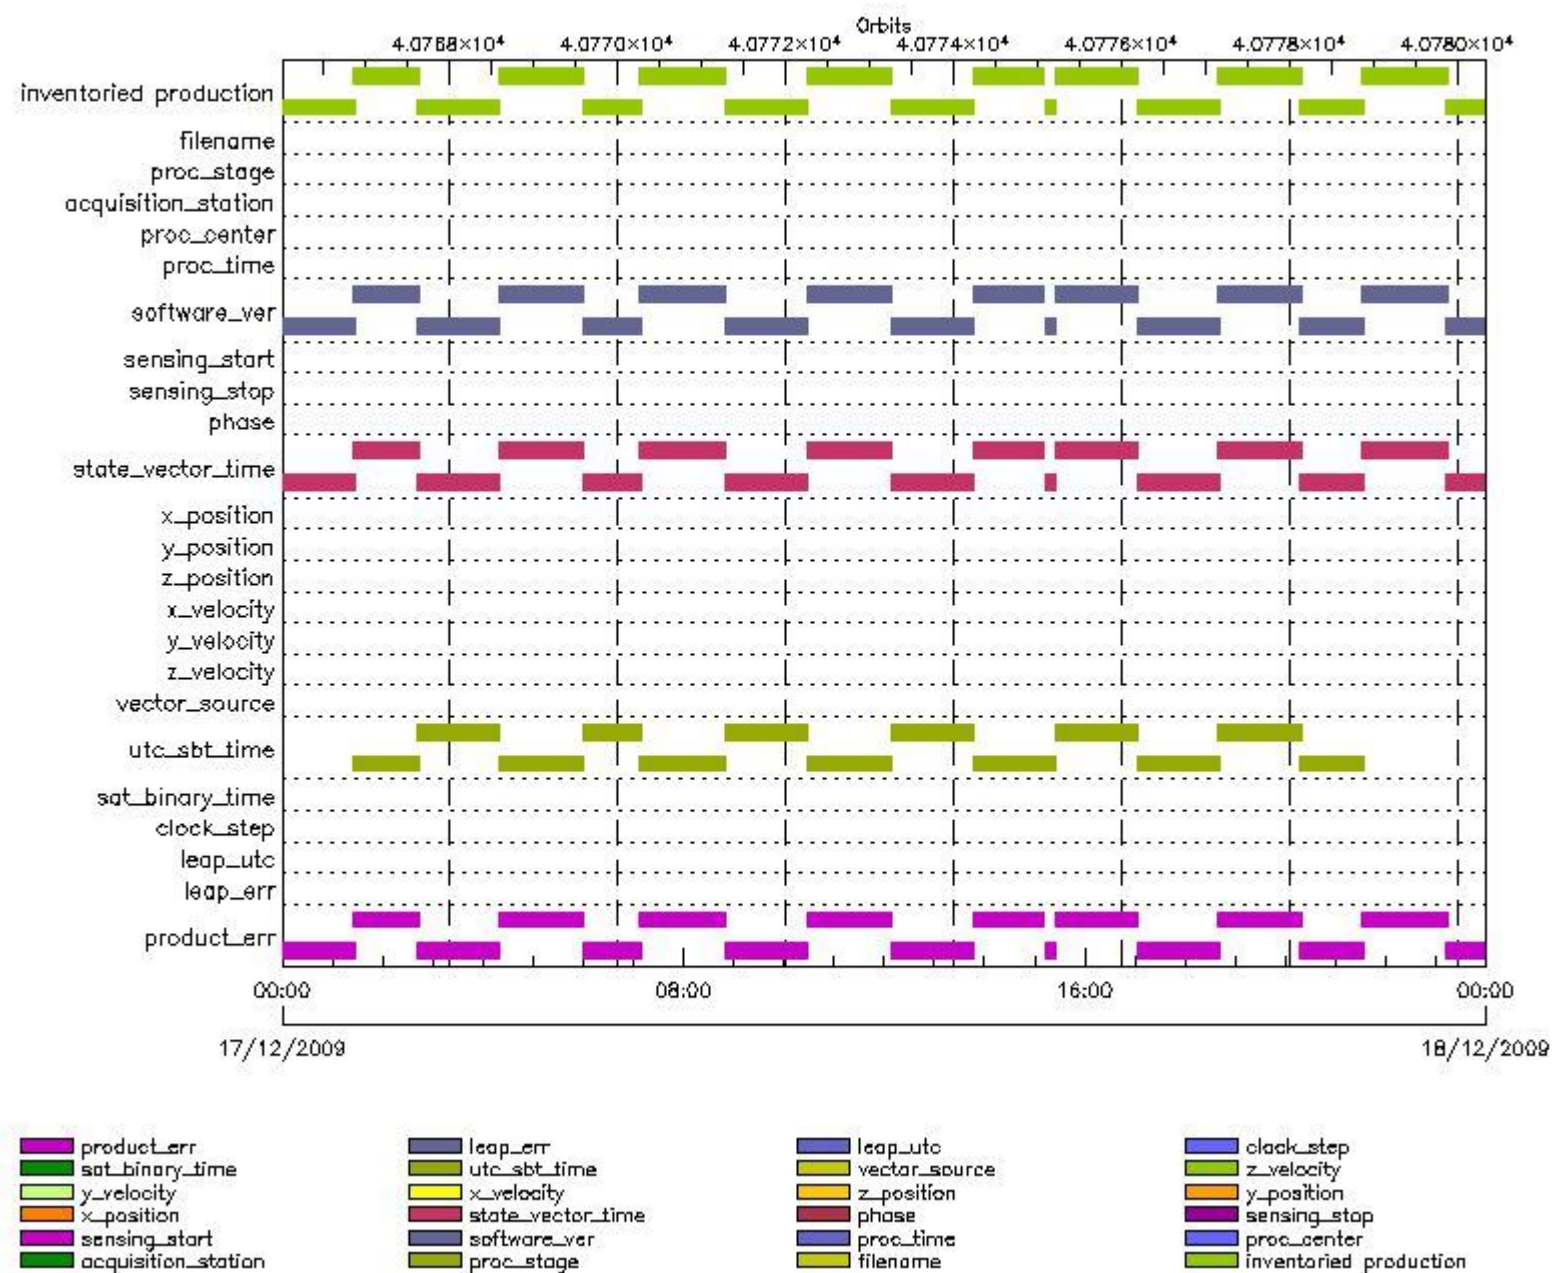 Orbits
4.0768×10⁴ 4.0770×10⁴ 4.0772×10⁴ 4.0774×10⁴ 4.0776×10⁴ 4.0778×10⁴ 4.0780×10⁴
inventoried production
filename
proc_stage
acquisition_station
proc_center
proc_time
software_ver
sensing_start
sensing_stop
phase
state_vector_time
x_position
y_position
z_position
x_velocity
y_velocity
z_velocity
vector_source
utc_sbt_time
sat_binary_time
clock_step
leap_utc
leap_err
product_err
00:00 08:00 16:00 00:00
17/12/2009 18/12/2009
product_err leap_err leap_utc clock_step
sat_binary_time utc_sbt_time vector_source z_velocity
y_velocity x_velocity z_position y_position
x_position state_vector_time phase sensing_stop
sensing_start software_ver proc_time proc_center
acquisition_station proc_stage filename inventoried production